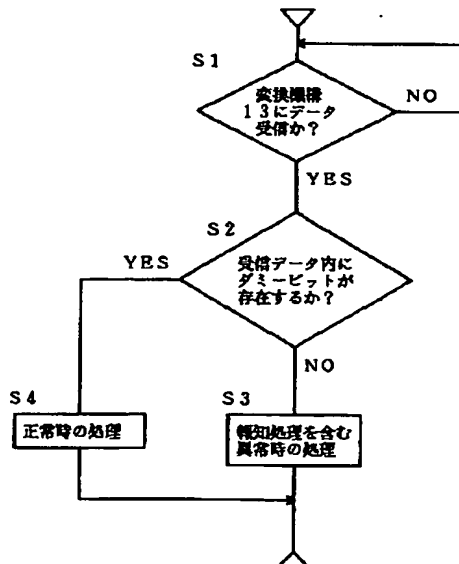 S1
変換機構
13にデータ
受信か?
NO
YES
S2
受信データ内に
ダミービットが
存在するか?
YES
NO
S4
正常時の処理
S3
報知処理を含む
異常時の処理